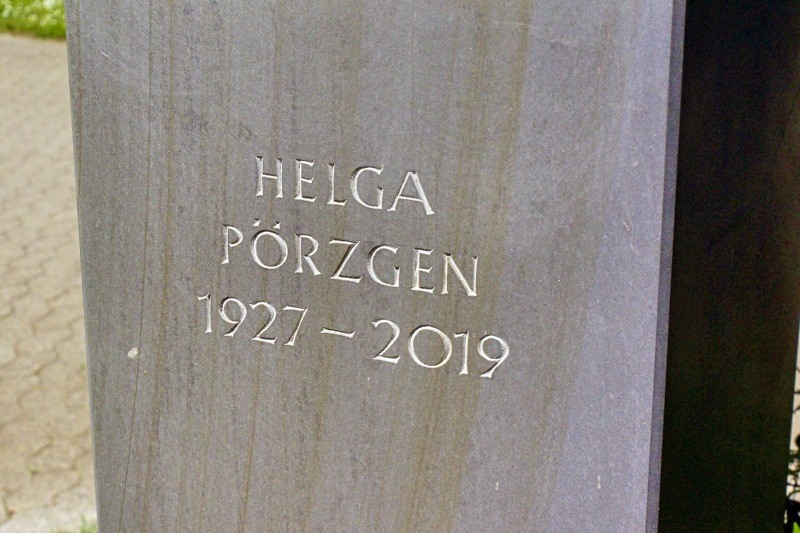 HELGA
PÖRZGEN
1927 – 2019